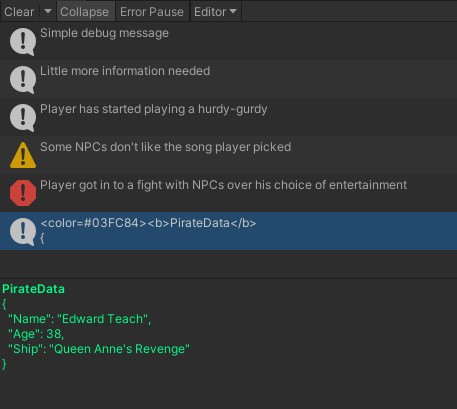 Clear Collapse Error Pause Editor
Simple debug message
Little more information needed
Player has started playing a hurdy-gurdy
Some NPCs don't like the song player picked
Player got in to a fight with NPCs over his choice of entertainment
<color=#03FC84><b>PirateData</b>
{
PirateData
{
"Name": "Edward Teach",
"Age": 38,
"Ship": "Queen Anne's Revenge"
}